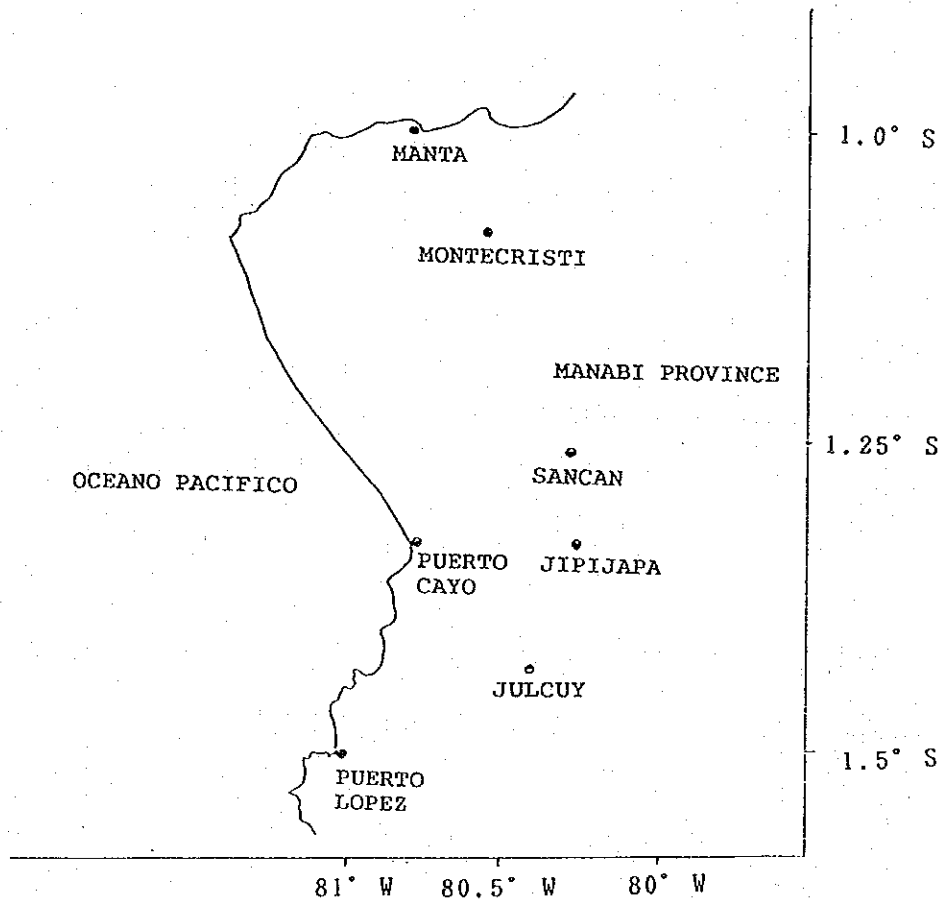 1.0° S
MANTA
MONTECRISTI
MANABI PROVINCE
1.25° S
SANCAN
OCEANO PACIFICO
PUERTO
CAYO
JIPIJAPA
JULCUY
1.5° S
PUERTO
LOPEZ
81° W
80.5° W
80° W